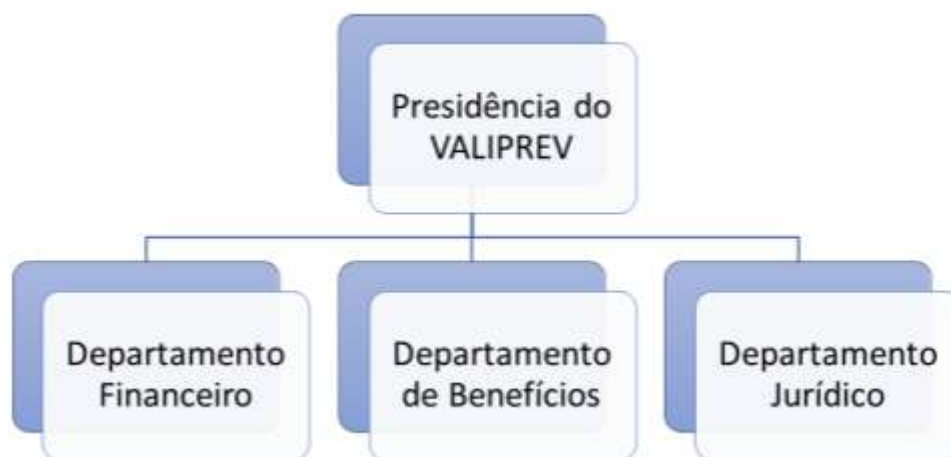 Presidência do
VALIPREV
Departamento
Financeiro
Departamento
de Benefícios
Departamento
Jurídico